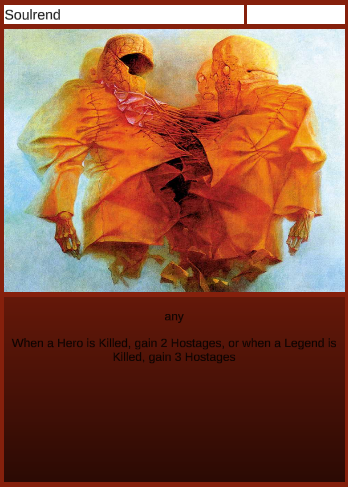 Soulrend
any
When a Hero is Killed, gain 2 Hostages, or when a Legend is
Killed, gain 3 Hostages